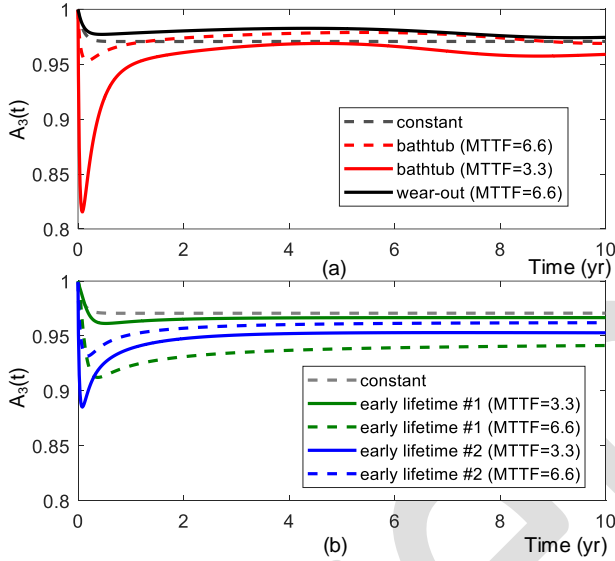 1
0.95
0.9
0.85
0.8
A3(t)
constant
bathtub (MTTF=6.6)
bathtub (MTTF=3.3)
wear-out (MTTF=6.6)
0 2 4 6 8 10
(a)
Time (yr)
1
0.95
0.9
0.85
0.8
A3(t)
constant
early lifetime #1 (MTTF=3.3)
early lifetime #1 (MTTF=6.6)
early lifetime #2 (MTTF=3.3)
early lifetime #2 (MTTF=6.6)
0 2 4 6 8 10
(b)
Time (yr)